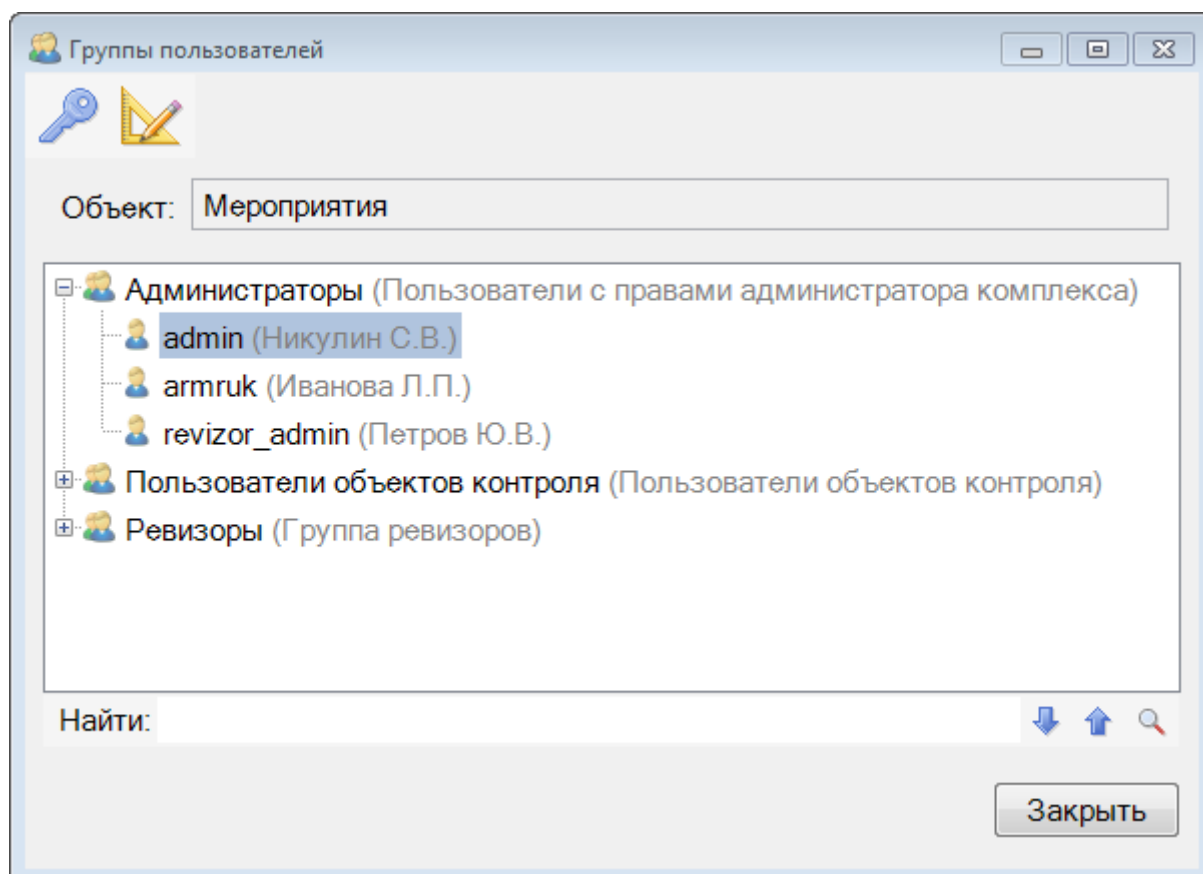 Группы пользователей
Объект: Мероприятия
Администраторы (Пользователи с правами администратора комплекса)
admin (Никулин С.В.)
armruk (Иванова Л.П.)
revizor_admin (Петров Ю.В.)
Пользователи объектов контроля (Пользователи объектов контроля)
Ревизоры (Группа ревизоров)
Найти:
Закрыть